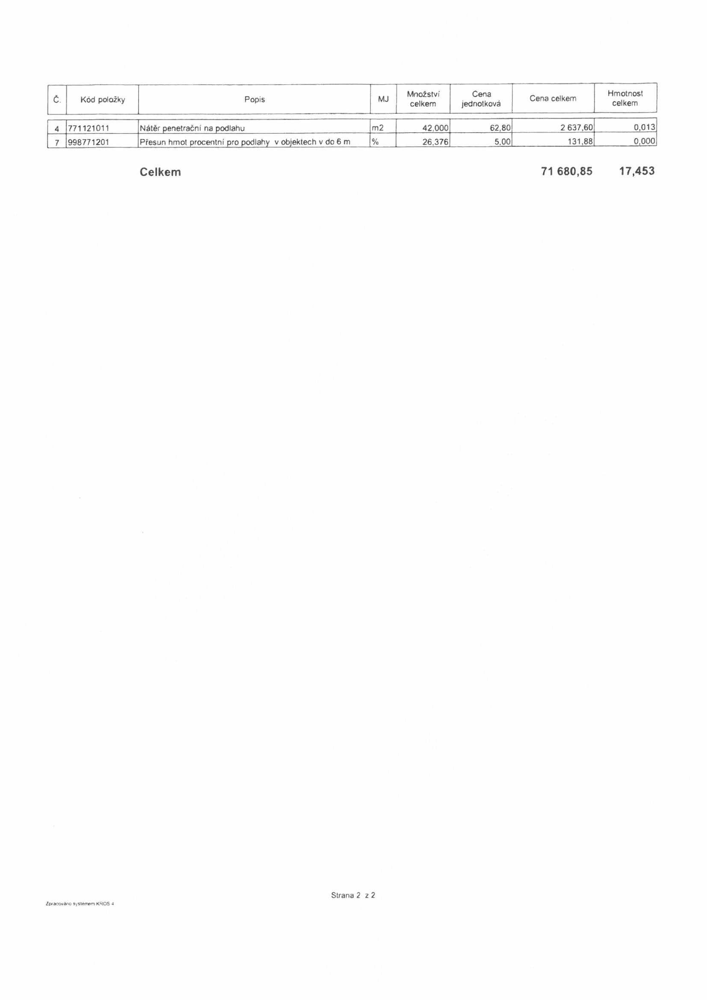 Č. Kód položky Popis MJ Množství celkem Cena jednotková Cena celkem Hmotnost celkem
4 771121011 Nátěr penetrační na podlahu m2 42,000 62,80 2 637,60 0,013
7 998771201 Přesun hmot procentní pro podlahy v objektech v do 6 m % 26,376 5,00 131,88 0,000
Celkem 71 680,85 17,453
Strana 2 z 2
Zpracováno systémem KROS 4